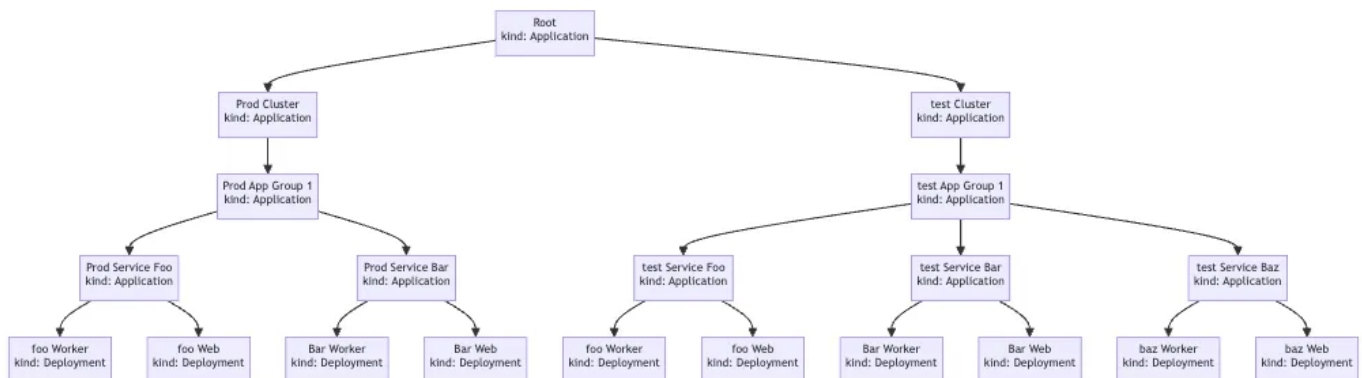 Root
kind: Application
Prod Cluster
kind: Application
test Cluster
kind: Application
Prod App Group 1
kind: Application
test App Group 1
kind: Application
Prod Service Foo
kind: Application
Prod Service Bar
kind: Application
test Service Foo
kind: Application
test Service Bar
kind: Application
test Service Baz
kind: Application
foo Worker
kind: Deployment
foo Web
kind: Deployment
Bar Worker
kind: Deployment
Bar Web
kind: Deployment
foo Worker
kind: Deployment
foo Web
kind: Deployment
Bar Worker
kind: Deployment
Bar Web
kind: Deployment
baz Worker
kind: Deployment
baz Web
kind: Deployment